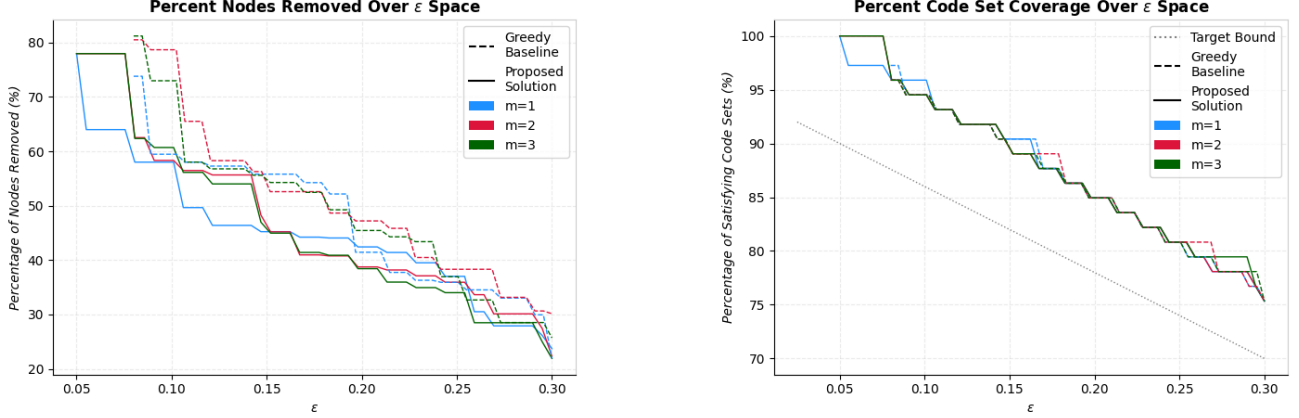 Percent Nodes Removed Over ε Space
Percentage of Nodes Removed (%)
80
70
60
50
40
30
20
0.05 0.10 0.15 0.20 0.25 0.30
ε
Greedy
Baseline
Proposed
Solution
m=1
m=2
m=3
Percent Code Set Coverage Over ε Space
Percentage of Satisfying Code Sets (%)
100
95
90
85
80
75
70
0.05 0.10 0.15 0.20 0.25 0.30
ε
Target Bound
Greedy
Baseline
Proposed
Solution
m=1
m=2
m=3